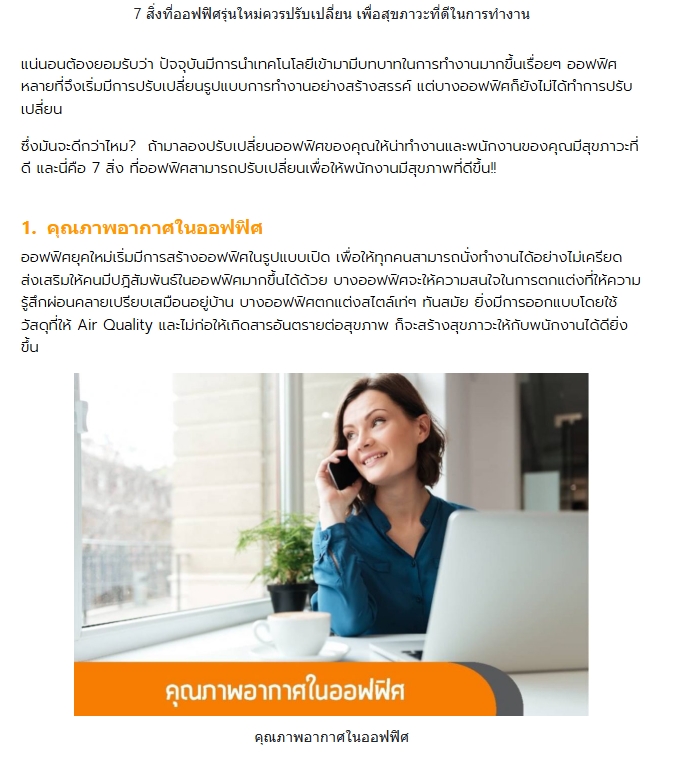 7 สิ่งที่ออฟฟิศรุ่นใหม่ควรปรับเปลี่ยน เพื่อสุขภาวะที่ดีในการทำงาน
แน่นอนต้องยอมรับว่า ปัจจุบันมีการนำเทคโนโลยีเข้ามามีบทบาทในการทำงานมากขึ้นเรื่อยๆ ออฟฟิศ
หลายที่จึงเริ่มมีการปรับเปลี่ยนรูปแบบการทำงานอย่างสร้างสรรค์ แต่บางออฟฟิศก็ยังไม่ได้ทำการปรับ
เปลี่ยน
ซึ่งมันจะดีกว่าไหม? ถ้ามาลองปรับเปลี่ยนออฟฟิศของคุณให้น่าทำงานและพนักงานของคุณมีสุขภาวะที่
ดี และนี่คือ 7 สิ่ง ที่ออฟฟิศสามารถปรับเปลี่ยนเพื่อให้พนักงานมีสุขภาพที่ดีขึ้น!!
1. คุณภาพอากาศในออฟฟิศ
ออฟฟิศยุคใหม่เริ่มมีการสร้างออฟฟิศในรูปแบบเปิด เพื่อให้ทุกคนสามารถนั่งทำงานได้อย่างไม่เครียด
ส่งเสริมให้คนมีปฎิสัมพันธ์ในออฟฟิศมากขึ้นได้ด้วย บางออฟฟิศจะให้ความสนใจในการตกแต่งที่ให้ความ
รู้สึกผ่อนคลายเปรียบเสมือนอยู่บ้าน บางออฟฟิศตกแต่งสไตล์เท่ๆ ทันสมัย ยิ่งมีการออกแบบโดยใช้
วัสดุที่ให้ Air Quality และไม่ก่อให้เกิดสารอันตรายต่อสุขภาพ ก็จะสร้างสุขภาวะให้กับพนักงานได้ดียิ่ง
ขึ้น
คุณภาพอากาศในออฟฟิศ
คุณภาพอากาศในออฟฟิศ